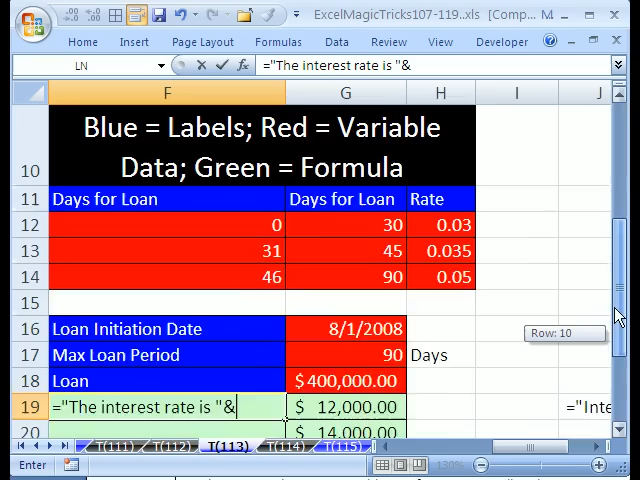 ExcelMagicTricks107-119..xls [Comp... M.
Home Insert Page Layout Formulas Data Review View Developer
LN ="The interest rate is "&
F G H I J
10 Blue = Labels; Red = Variable
Data; Green = Formula
11 Days for Loan Days for Loan Rate
12 0 30 0.03
13 31 45 0.035
14 46 90 0.05
15
16 Loan Initiation Date 8/1/2008
Row: 10
17 Max Loan Period 90 Days
18 Loan $400,000.00
19 ="The interest rate is "& $ 12,000.00 ="Inte
20 $ 14,000.00
T(111) T(112) T(113) T(114) T(115)
Enter 130%